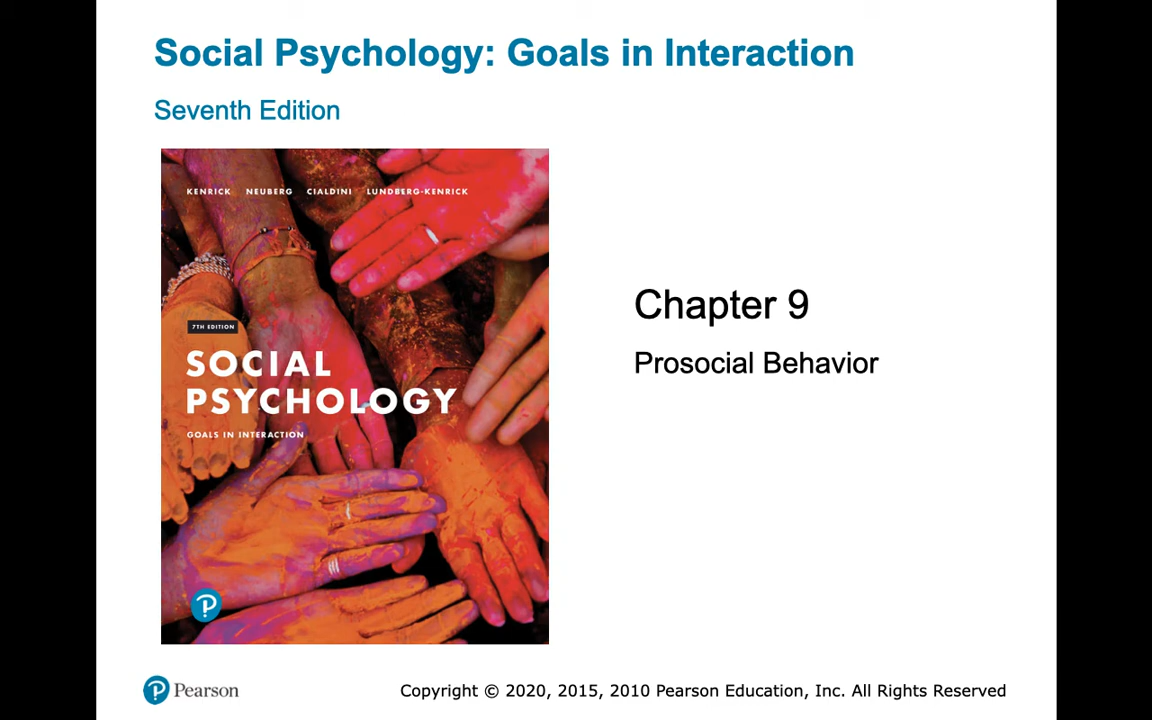 Social Psychology: Goals in Interaction
Seventh Edition
KENRICK NEUBERG CIALDINI LUNDBERG-KENRICK
7TH EDITION
SOCIAL
PSYCHOLOGY
GOALS IN INTERACTION
P
Chapter 9
Prosocial Behavior
P Pearson
Copyright © 2020, 2015, 2010 Pearson Education, Inc. All Rights Reserved